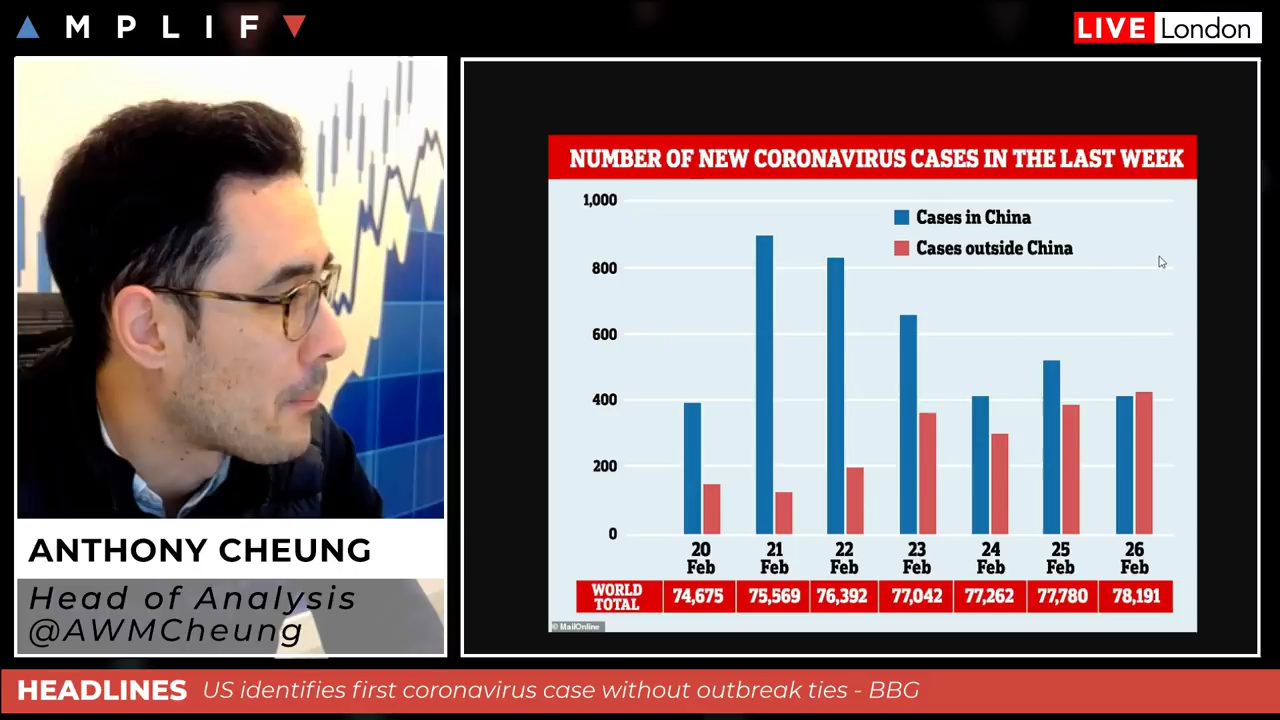 ▲ M P L I F ▼
LIVE London
NUMBER OF NEW CORONAVIRUS CASES IN THE LAST WEEK
1,000
Cases in China
Cases outside China
800
600
400
200
0
20 Feb
21 Feb
22 Feb
23 Feb
24 Feb
25 Feb
26 Feb
WORLD TOTAL
74,675 75,569 76,392 77,042 77,262 77,780 78,191
© MailOnline
ANTHONY CHEUNG
Head of Analysis
@AWMCheung
HEADLINES US identifies first coronavirus case without outbreak ties - BBG